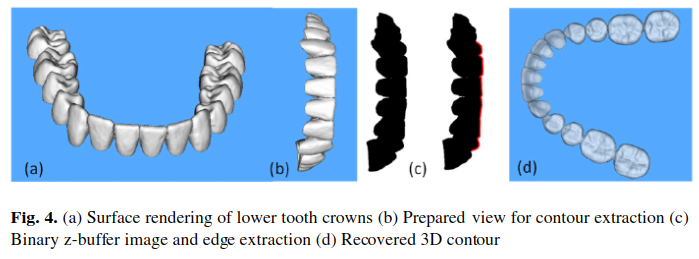 (a)
(b)
(c)
(d)
Fig. 4. (a) Surface rendering of lower tooth crowns (b) Prepared view for contour extraction (c)
Binary z-buffer image and edge extraction (d) Recovered 3D contour